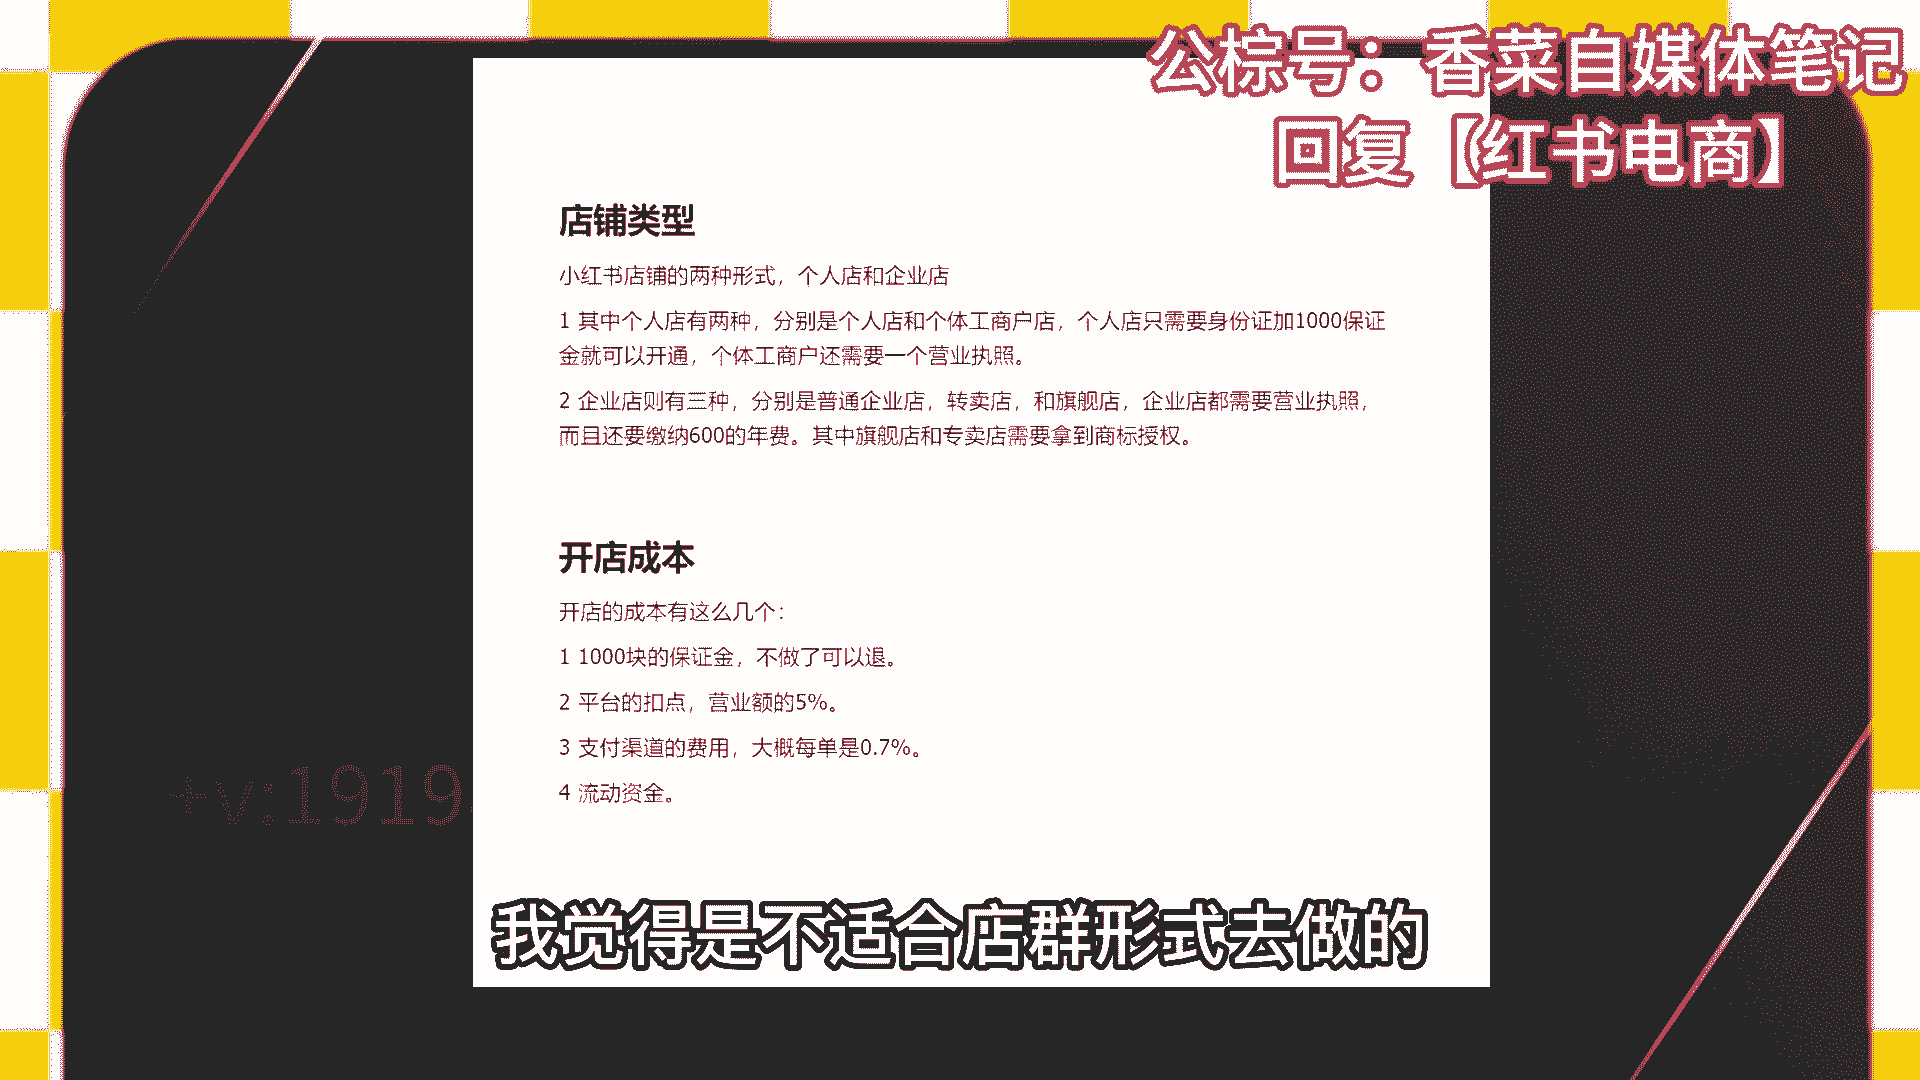 公棕号：香菜自媒体笔记
回复【红书电商】
店铺类型
小红书店铺的两种形式，个人店和企业店
1 其中个人店有两种，分别是个人店和个体工商户店，个人店只需要身份证加1000保证
金就可以开通，个体工商户还需要一个营业执照。
2 企业店则有三种，分别是普通企业店，转卖店，和旗舰店，企业店都需要营业执照，
而且还要缴纳600的年费。其中旗舰店和专卖店需要拿到商标授权。
开店成本
开店的成本有这么几个：
1 1000块的保证金，不做了可以退。
2 平台的扣点，营业额的5%。
3 支付渠道的费用，大概每单是0.7%。
4 流动资金。
+v:1919
我觉得是不适合店群形式去做的